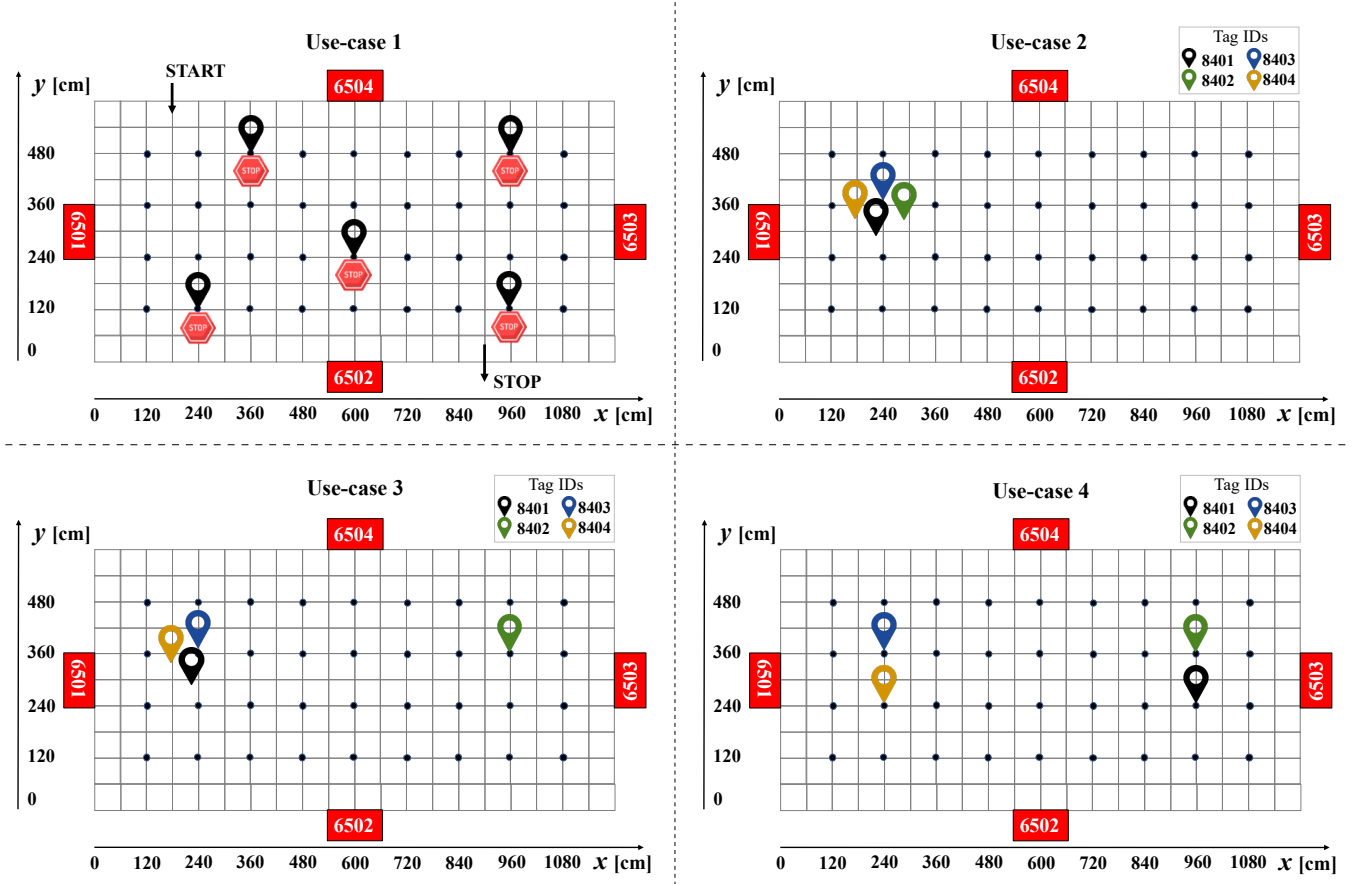 Use-case 1
START
y [cm]
6504
480
STOP
STOP
360
6501
6503
240
STOP
120
STOP
STOP
0
6502
STOP
0 120 240 360 480 600 720 840 960 1080 x [cm]
Use-case 2
Tag IDs
8401 8403
8402 8404
y [cm]
6504
480
360
6501
6503
240
120
0
6502
0 120 240 360 480 600 720 840 960 1080 x [cm]
Use-case 3
Tag IDs
8401 8403
8402 8404
y [cm]
6504
480
360
6501
6503
240
120
0
6502
0 120 240 360 480 600 720 840 960 1080 x [cm]
Use-case 4
Tag IDs
8401 8403
8402 8404
y [cm]
6504
480
360
6501
6503
240
120
0
6502
0 120 240 360 480 600 720 840 960 1080 x [cm]